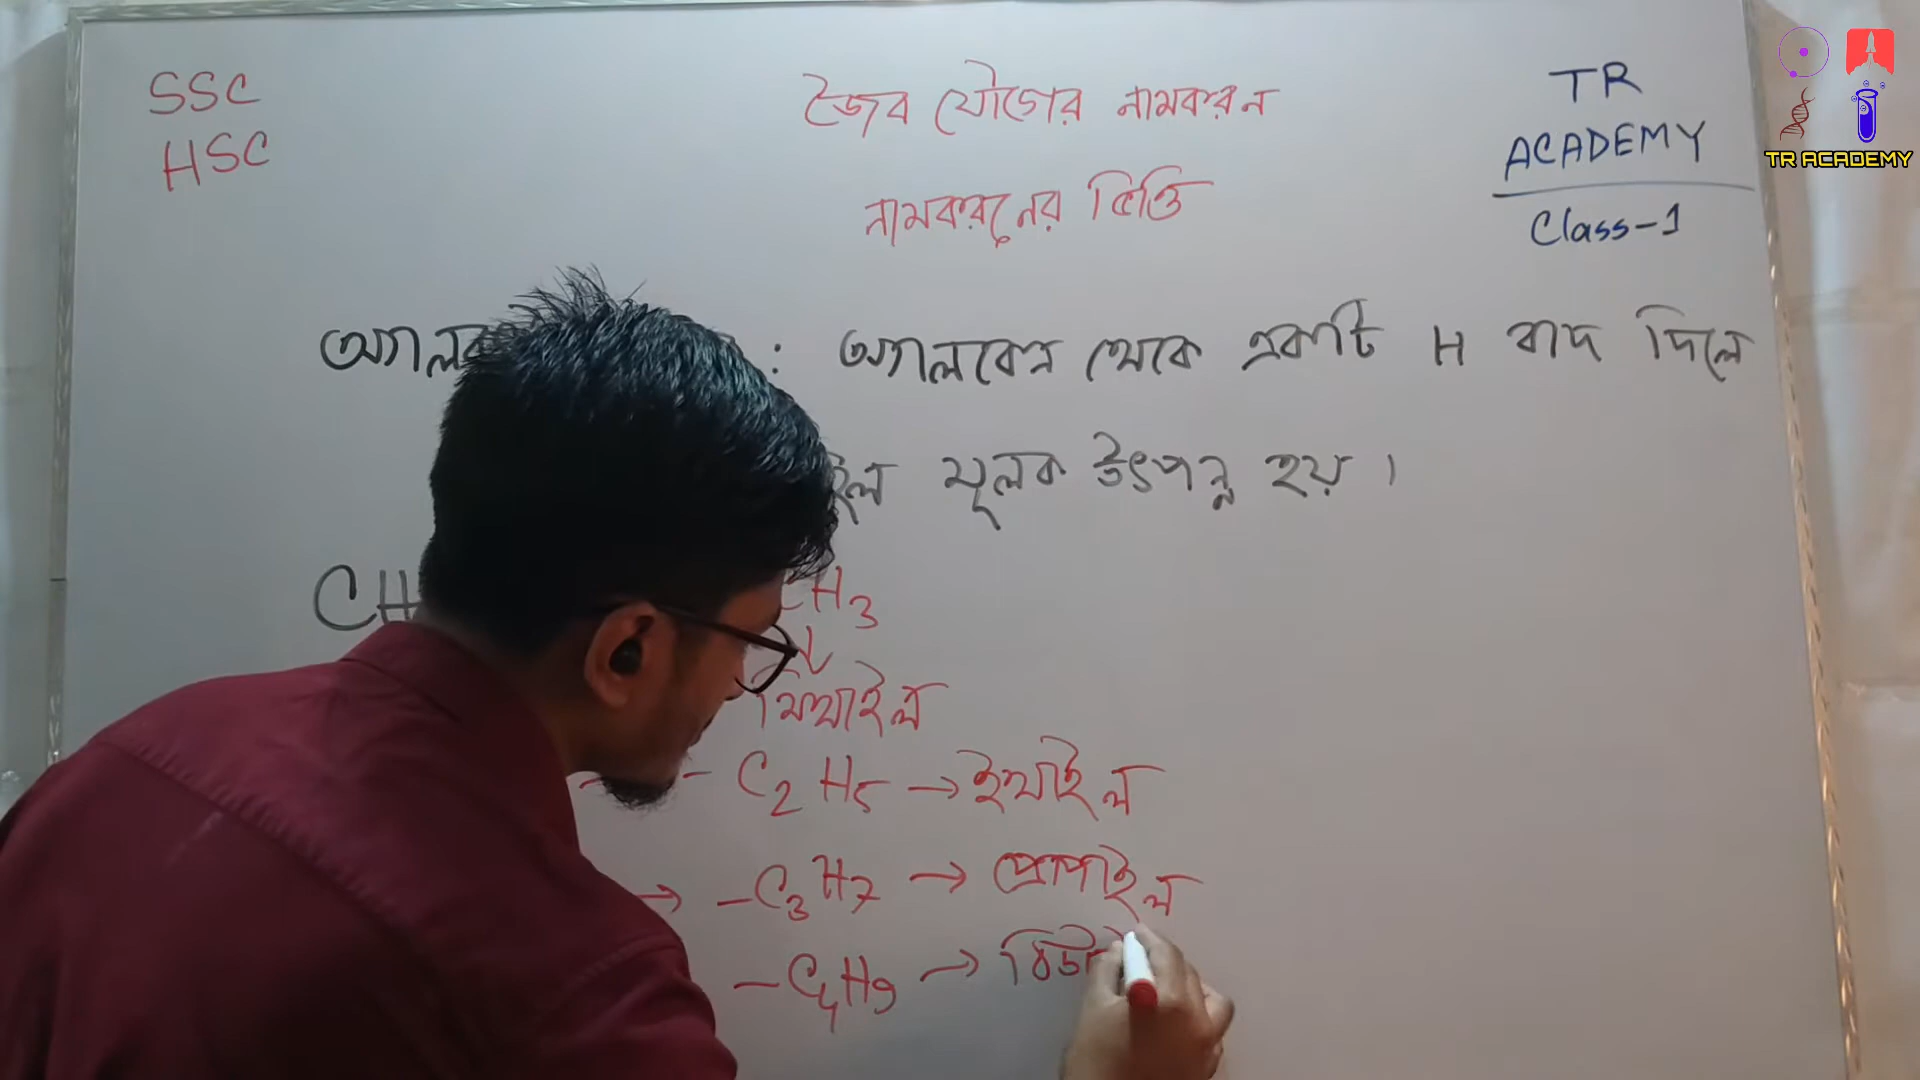 SSC
HSC
জৈব যৌগের নামকরন
নামকরনের ভিত্তি
TR
ACADEMY
Class-1
TR ACADEMY
: অ্যালকেন থেকে একটি H বাদ দিলে
মূলক উৎপন্ন হয়।
CH
CH3
মিথাইল
- C2H5 → ইথাইল
→ -C3H7 → প্রোপাইল
-C4H9 →